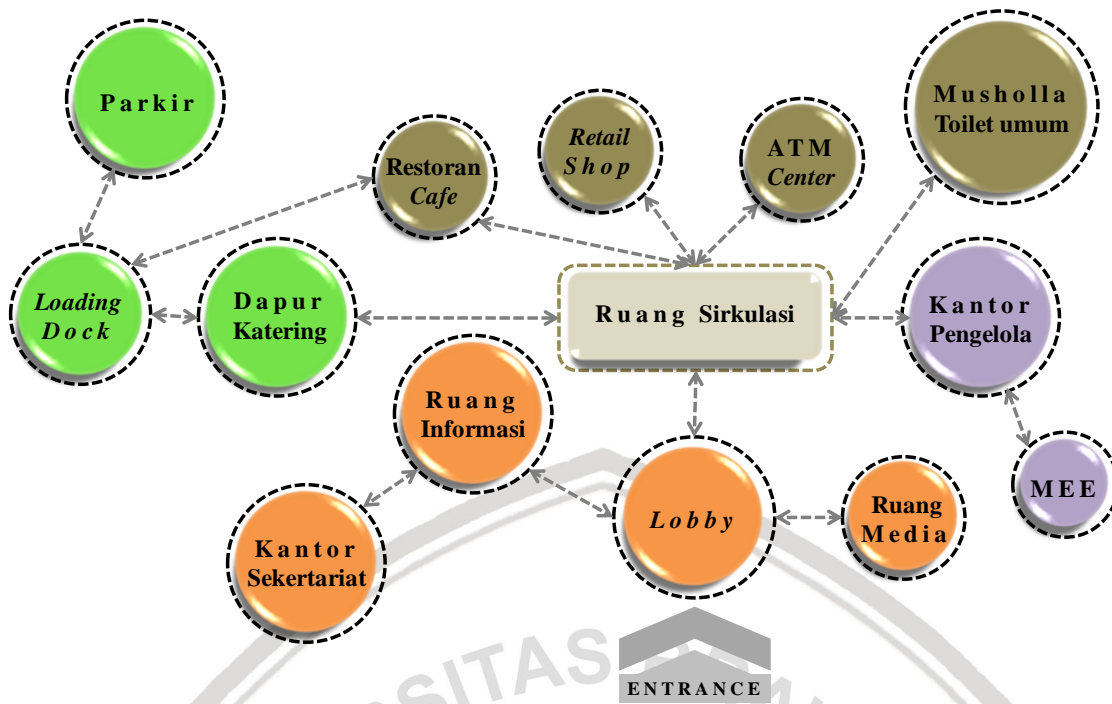 Parkir
Musholla
Toilet umum
Retail
Shop
ATM
Center
Restoran
Cafe
Loading
Dock
Dapur
Katering
Ruang Sirkulasi
Kantor
Pengelola
Ruang
Informasi
MEE
Lobby
Ruang
Media
Kantor
Sekertariat
ENTRANCE
SITAS